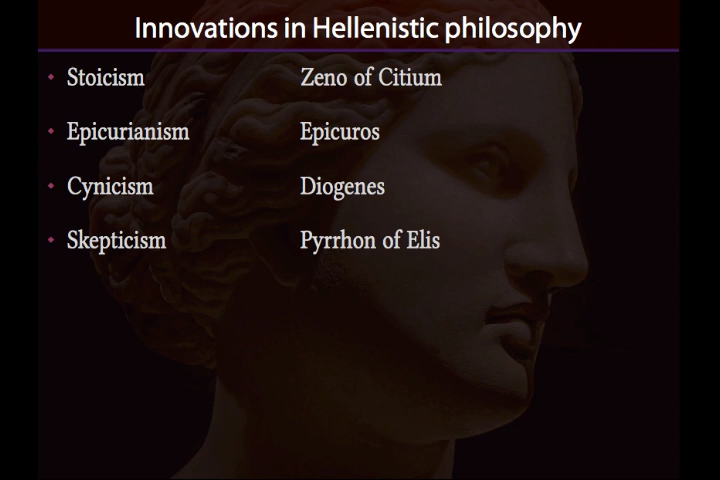 Innovations in Hellenistic philosophy
Stoicism Zeno of Citium
Epicurianism Epicuros
Cynicism Diogenes
Skepticism Pyrrhon of Elis